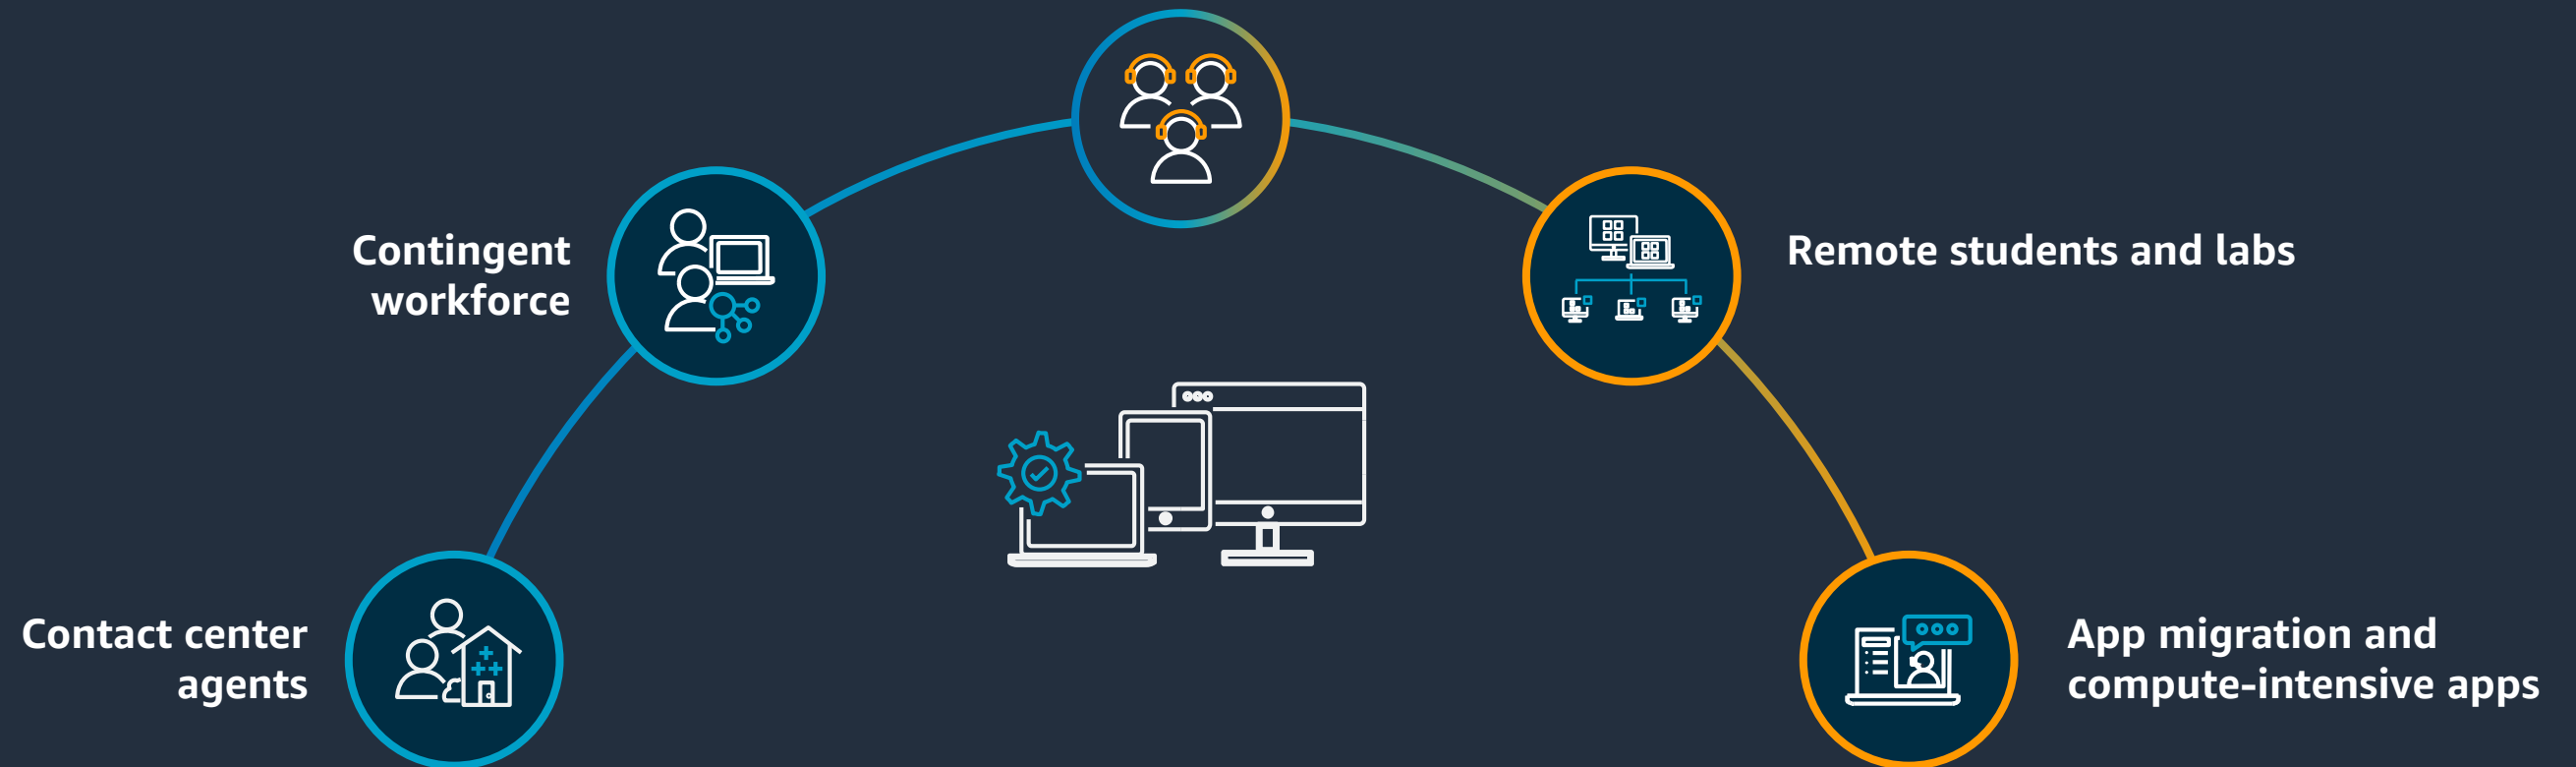 Contingent
workforce
Remote students and labs
Contact center
agents
App migration and
compute-intensive apps